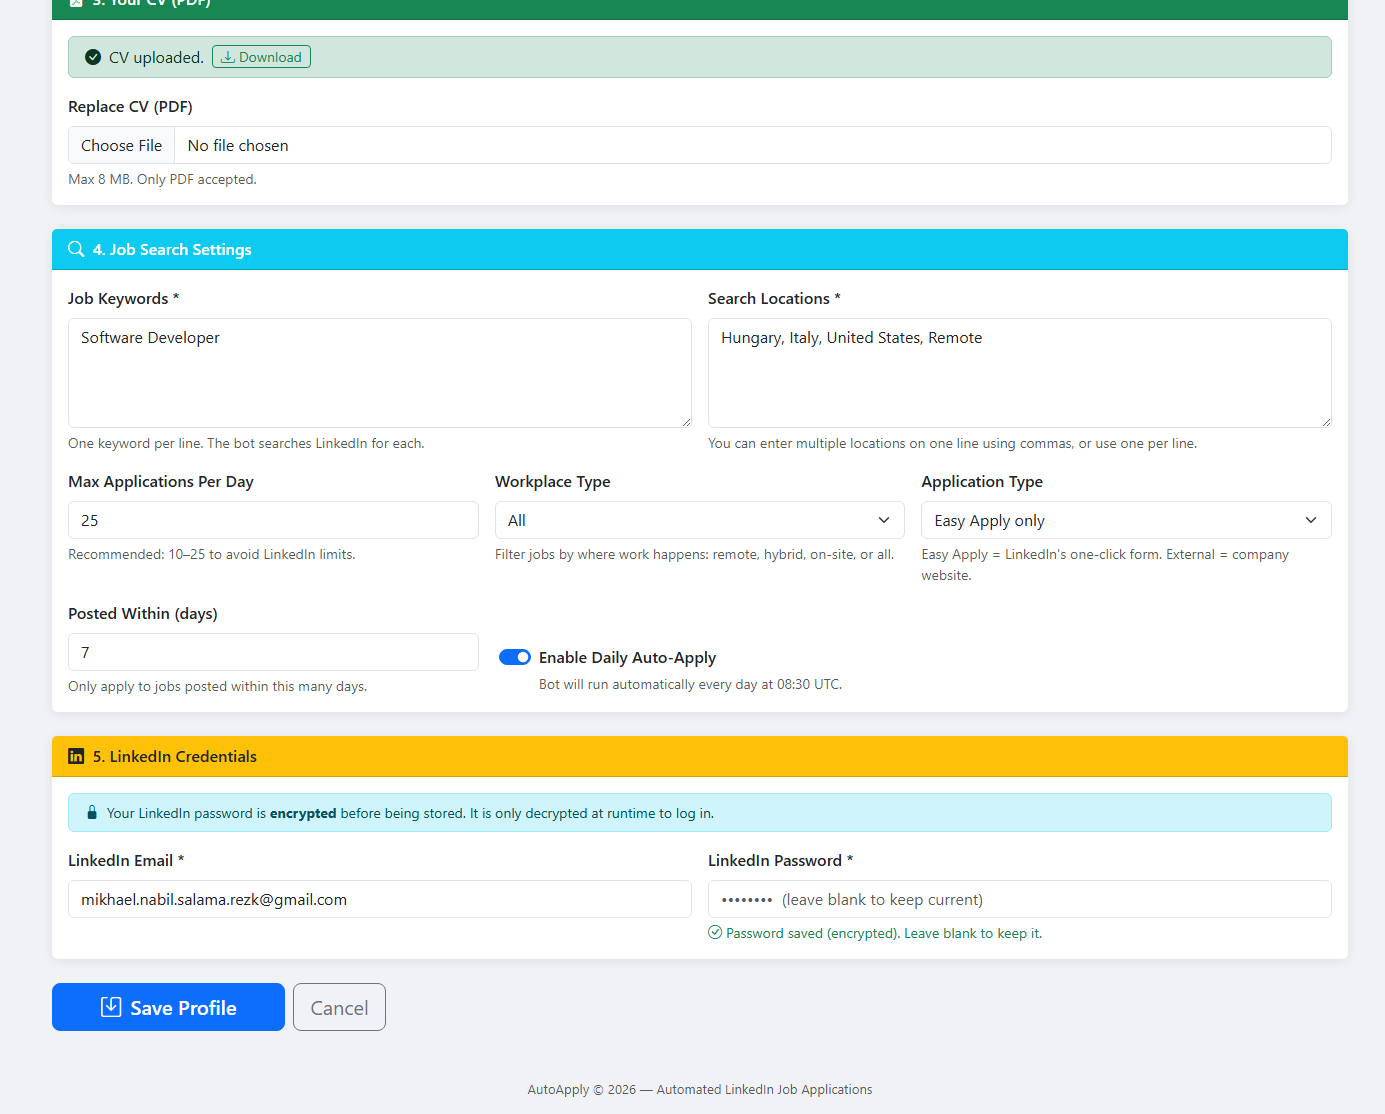 3. Your CV (PDF)
CV uploaded. Download
Replace CV (PDF)
Choose File No file chosen
Max 8 MB. Only PDF accepted.
4. Job Search Settings
Job Keywords *
Software Developer
One keyword per line. The bot searches LinkedIn for each.
Search Locations *
Hungary, Italy, United States, Remote
You can enter multiple locations on one line using commas, or use one per line.
Max Applications Per Day
25
Recommended: 10–25 to avoid LinkedIn limits.
Workplace Type
All
Filter jobs by where work happens: remote, hybrid, on-site, or all.
Application Type
Easy Apply only
Easy Apply = LinkedIn's one-click form. External = company
website.
Posted Within (days)
7
Only apply to jobs posted within this many days.
Enable Daily Auto-Apply
Bot will run automatically every day at 08:30 UTC.
in 5. LinkedIn Credentials
Your LinkedIn password is encrypted before being stored. It is only decrypted at runtime to log in.
LinkedIn Email *
mikhael.nabil.salama.rezk@gmail.com
LinkedIn Password *
•••••••• (leave blank to keep current)
Password saved (encrypted). Leave blank to keep it.
Save Profile
Cancel
AutoApply © 2026 — Automated LinkedIn Job Applications